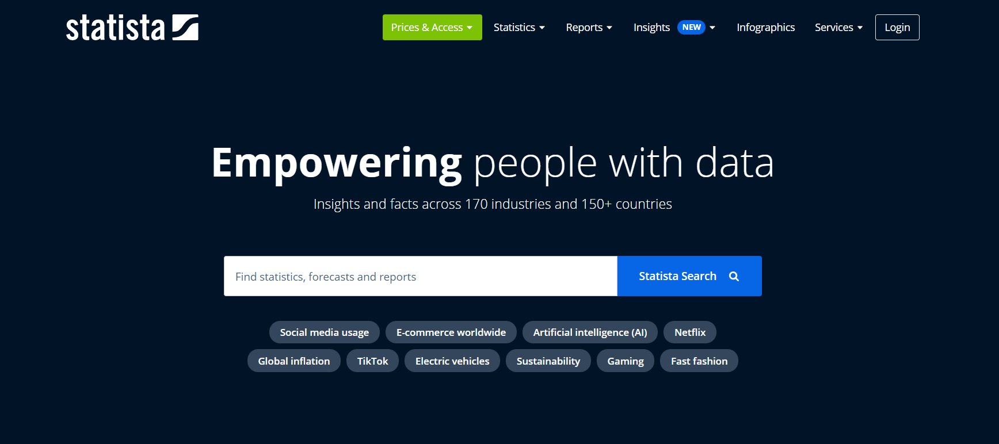 statista
Prices & Access Statistics Reports Insights NEW Infographics Services Login
Empowering people with data
Insights and facts across 170 industries and 150+ countries
Find statistics, forecasts and reports Statista Search
Social media usage E-commerce worldwide Artificial intelligence (AI) Netflix
Global inflation TikTok Electric vehicles Sustainability Gaming Fast fashion